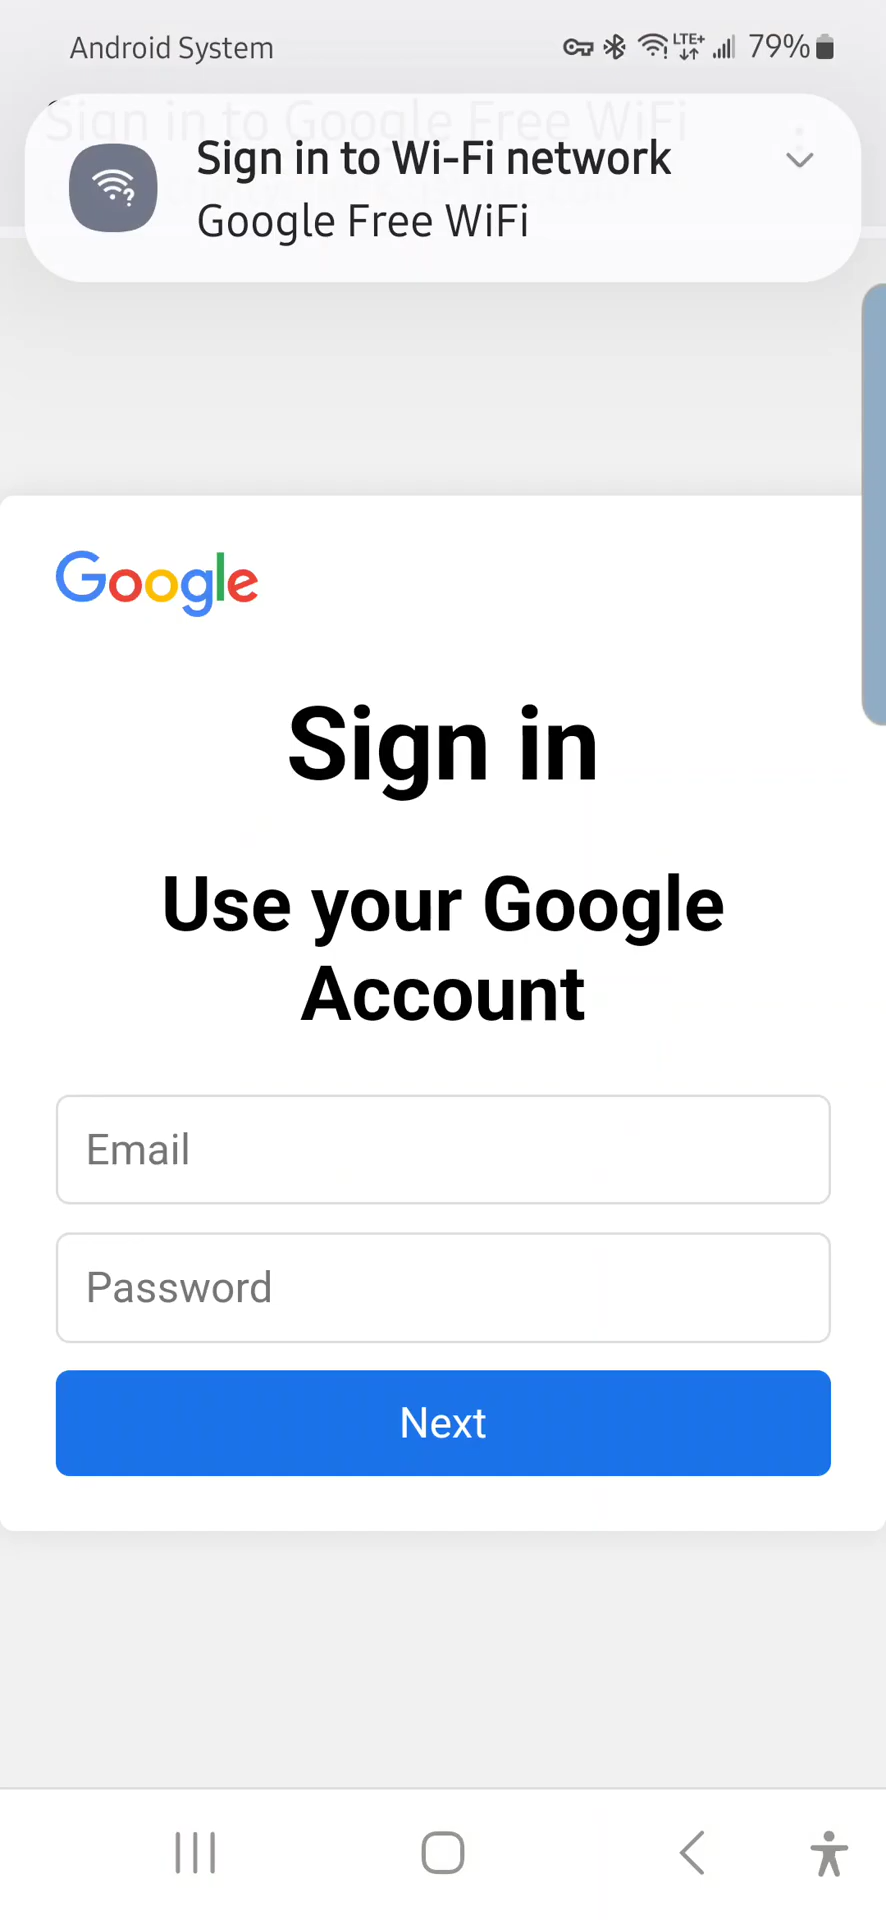 Android System
LTE+
79%
Sign in to Google Free WiFi
Sign in to Wi-Fi network
Google Free WiFi
Google
Sign in
Use your Google
Account
Email
Password
Next